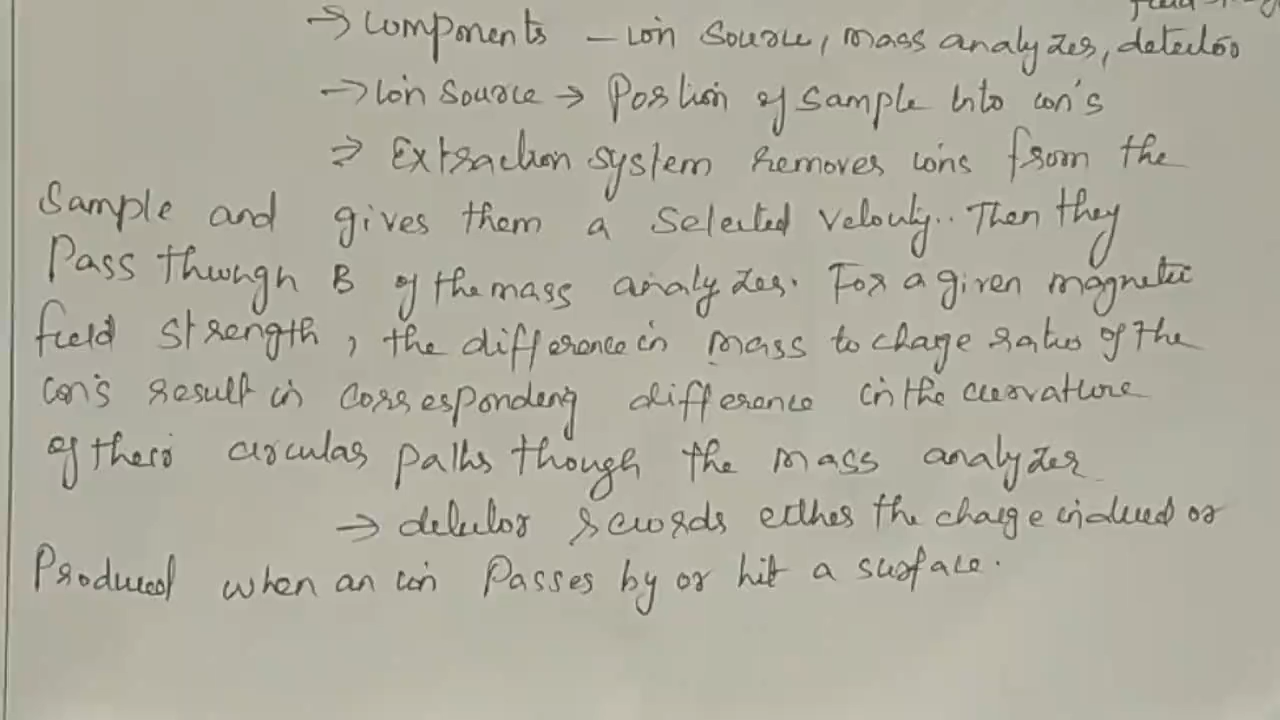 → Components – ion source, mass analyzer, detector
→ ion source → Portion of sample into ion's
⇒ Extraction system removes ions from the
Sample and gives them a selected velocity.. Then they
Pass through B of the mass analyzer. For a given magnetic
field strength, the difference in mass to charge ratio of the
ion's result in corresponding difference in the curvature
of their circular paths though the mass analyzer
→ detector records either the charge induced or
Produced when an ion Passes by or hit a surface.